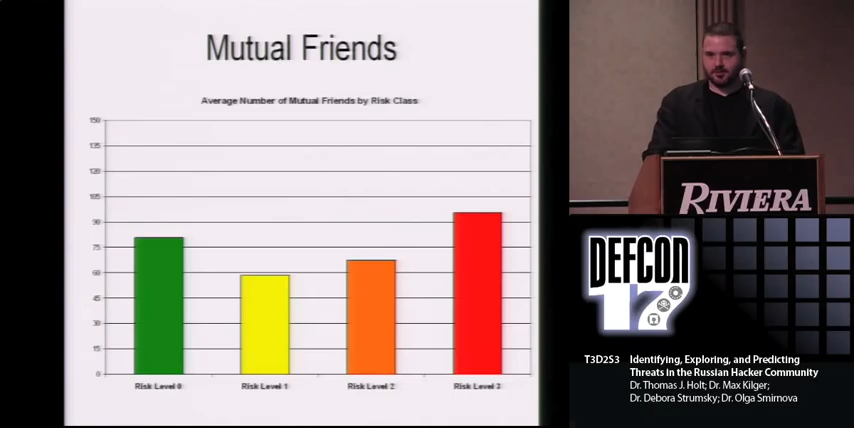 Mutual Friends
Average Number of Mutual Friends by Risk Class
150
135
120
105
90
75
60
45
30
15
0
Risk Level 0
Risk Level 1
Risk Level 2
Risk Level 3
RIVIERA
DEFCON
17
T3D2S3 Identifying, Exploring, and Predicting
Threats in the Russian Hacker Community
Dr. Thomas J. Holt; Dr. Max Kilger;
Dr. Debora Strumsky; Dr. Olga Smirnova